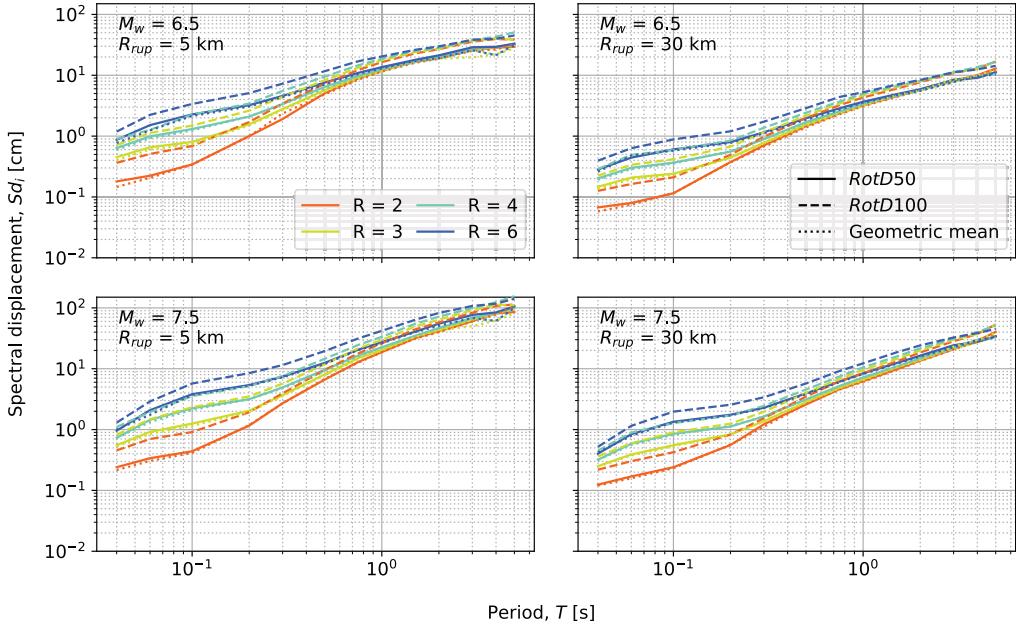 M_w = 6.5
R_rup = 5 km
10^2
10^1
10^0
10^-1
10^-2
R = 2
R = 3
R = 4
R = 6
M_w = 6.5
R_rup = 30 km
RotD50
RotD100
Geometric mean
Spectral displacement, Sd_i [cm]
M_w = 7.5
R_rup = 5 km
10^2
10^1
10^0
10^-1
10^-2
10^-1
10^0
M_w = 7.5
R_rup = 30 km
10^-1
10^0
Period, T [s]